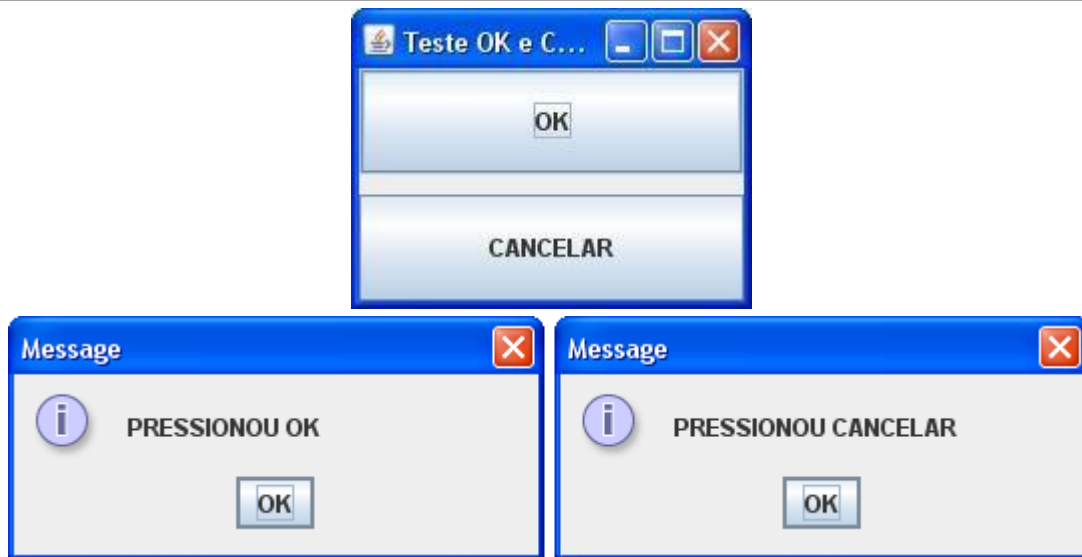 Teste OK e C...
OK
CANCELAR
Message
PRESSIONOU OK
OK
Message
PRESSIONOU CANCELAR
OK